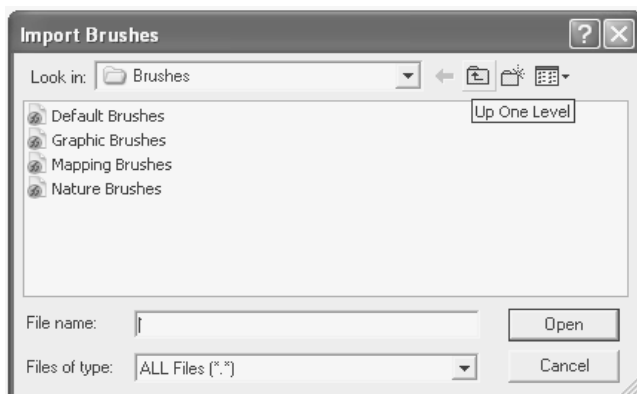 Import Brushes
Look in: Brushes
Up One Level
Default Brushes
Graphic Brushes
Mapping Brushes
Nature Brushes
File name:
Open
Files of type: ALL Files (*.*)
Cancel